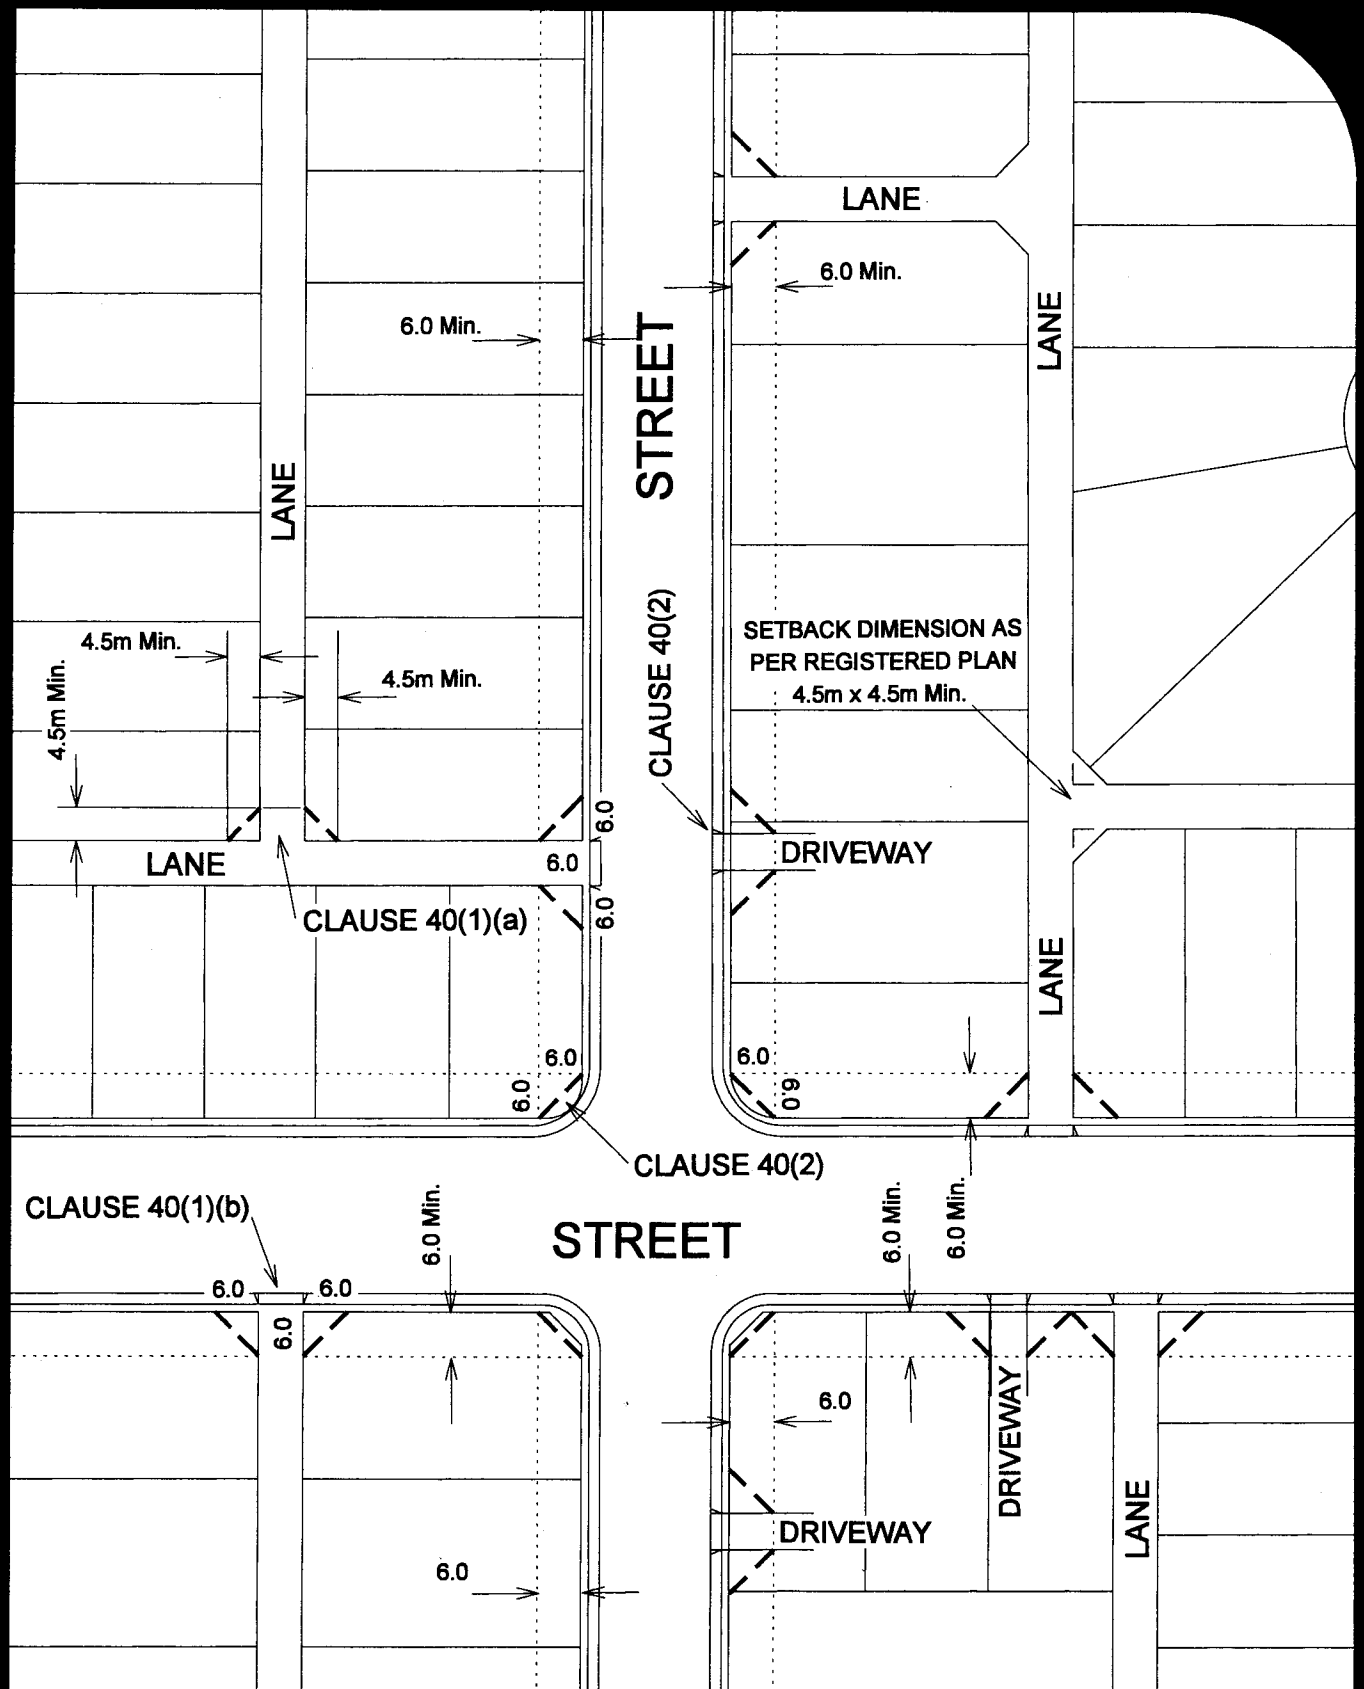 LANE
6.0 Min.
6.0 Min.
STREET
LANE
LANE
CLAUSE 40(2)
SETBACK DIMENSION AS
PER REGISTERED PLAN
4.5m x 4.5m Min.
4.5m Min.
4.5m Min.
4.5m Min.
6.0
LANE
6.0
DRIVEWAY
6.0
CLAUSE 40(1)(a)
LANE
6.0
6.0
6.0
6.0
CLAUSE 40(2)
CLAUSE 40(1)(b)
6.0 Min.
STREET
6.0 Min.
6.0 Min.
6.0
6.0
6.0
6.0
DRIVEWAY
DRIVEWAY
LANE
6.0